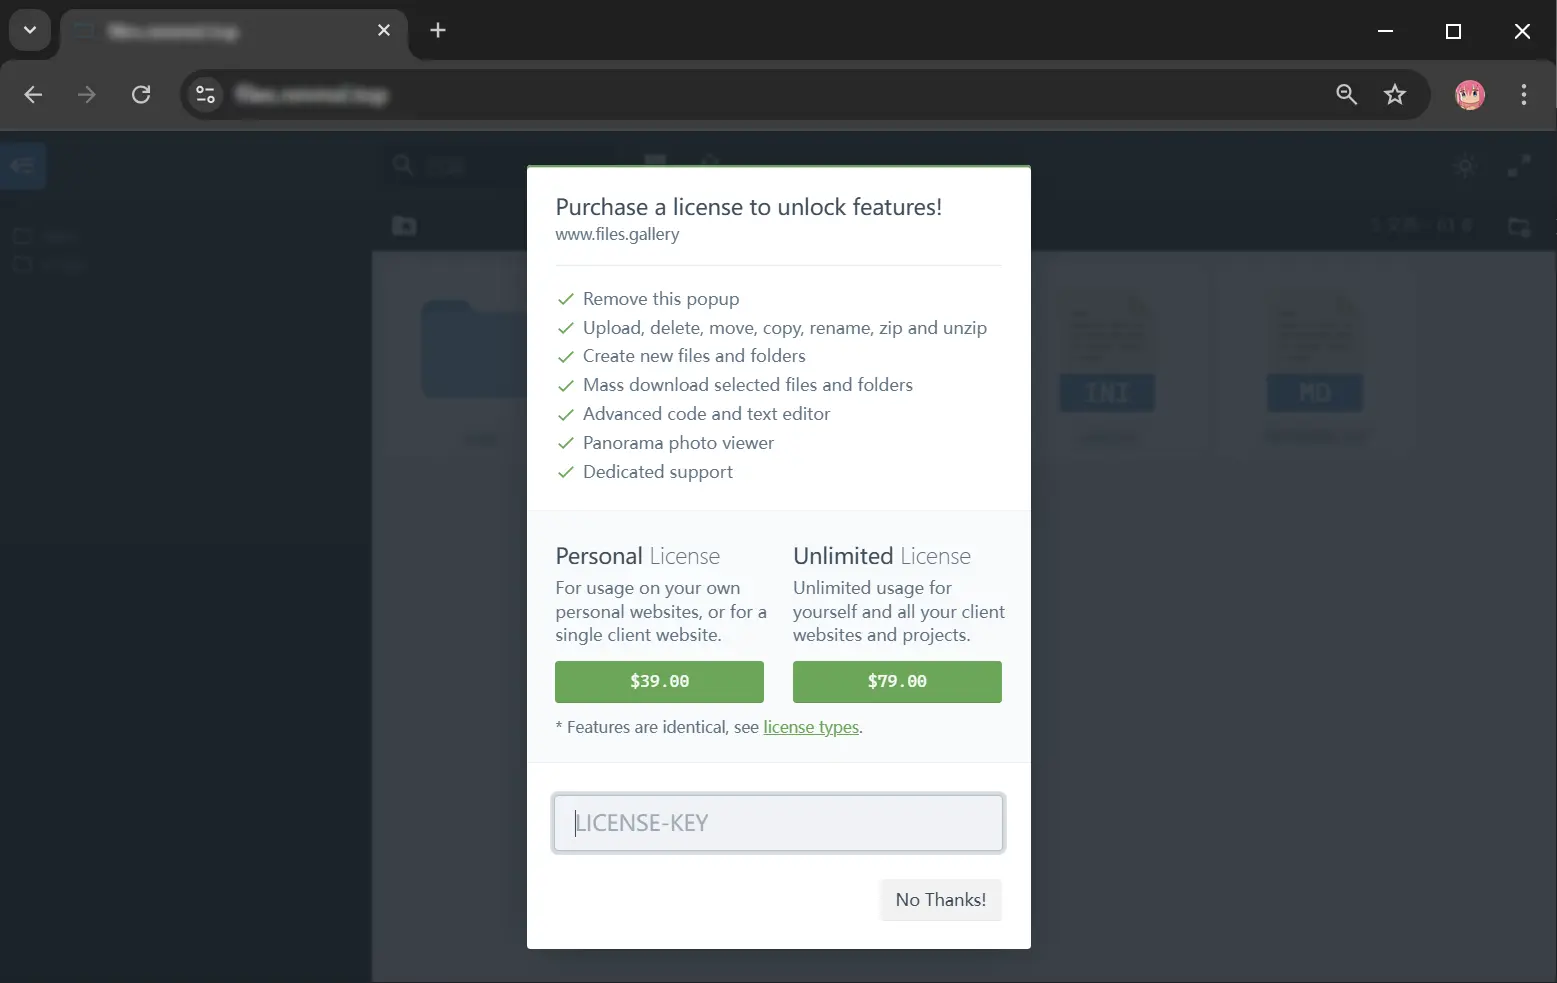 Purchase a license to unlock features!
www.files.gallery
Remove this popup
Upload, delete, move, copy, rename, zip and unzip
Create new files and folders
Mass download selected files and folders
Advanced code and text editor
Panorama photo viewer
Dedicated support
Personal License
For usage on your own
personal websites, or for a
single client website.
$39.00
Unlimited License
Unlimited usage for
yourself and all your client
websites and projects.
$79.00
* Features are identical, see license types.
LICENSE-KEY
No Thanks!
INI
MD